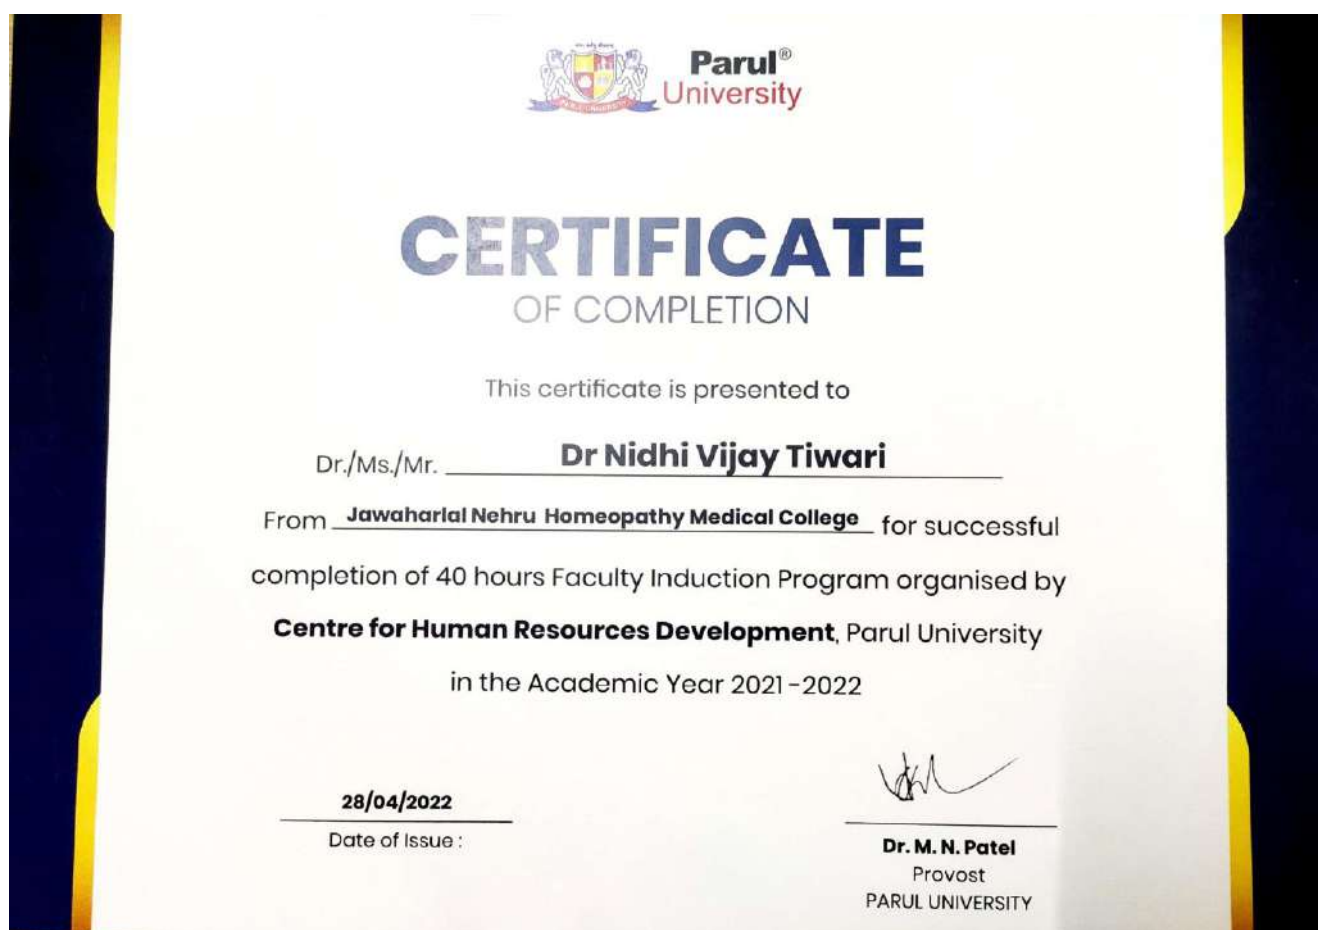 Parul®
University
PARUL UNIVERSITY
CERTIFICATE
OF COMPLETION
This certificate is presented to
Dr./Ms./Mr. Dr Nidhi Vijay Tiwari
From Jawaharlal Nehru Homeopathy Medical College for successful
completion of 40 hours Faculty Induction Program organised by
Centre for Human Resources Development, Parul University
in the Academic Year 2021-2022
28/04/2022
Date of Issue :
Dr. M. N. Patel
Provost
PARUL UNIVERSITY